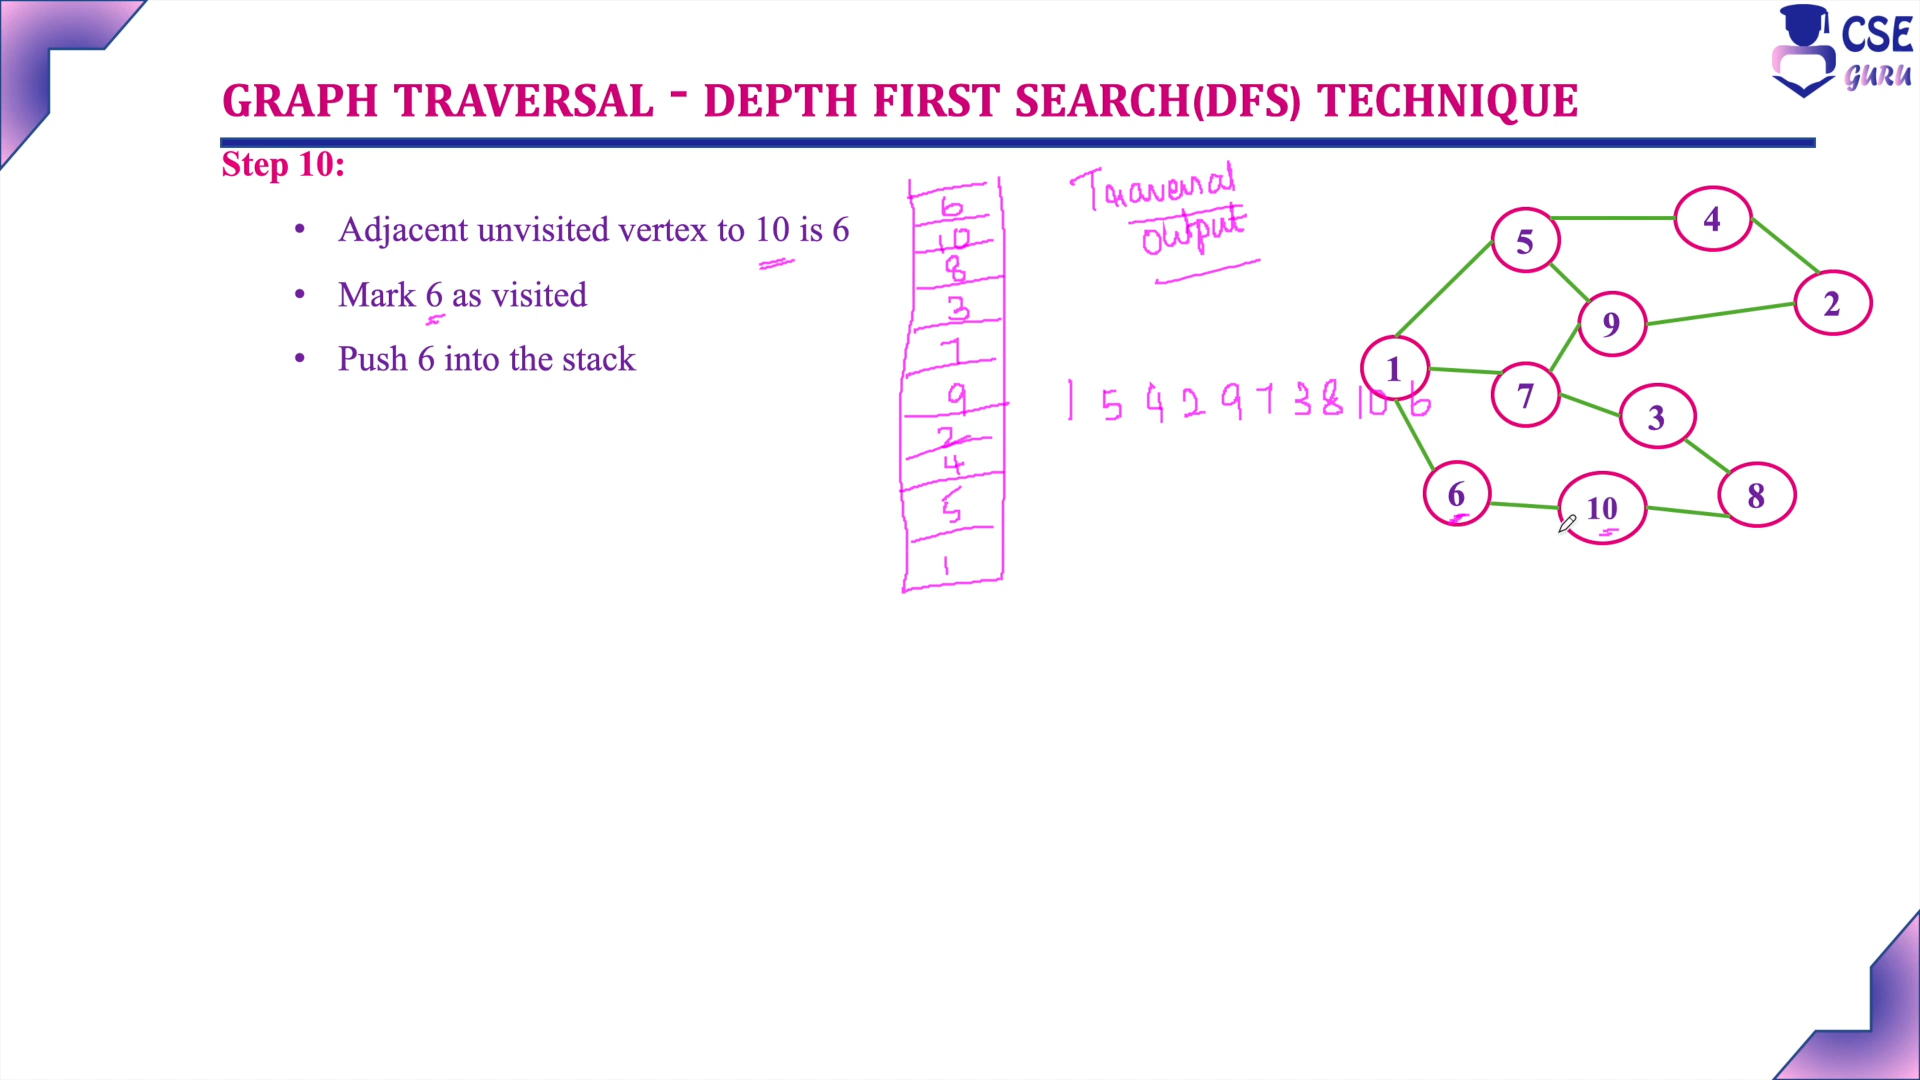 CSE
GURU
GRAPH TRAVERSAL - DEPTH FIRST SEARCH(DFS) TECHNIQUE
Step 10:
• Adjacent unvisited vertex to 10 is 6
• Mark 6 as visited
• Push 6 into the stack
6
10
8
3
7
9
2
4
5
1
Traversal
output
1 5 4 2 9 7 3 8 10 6
4
5
2
9
1
7
3
6
10
8